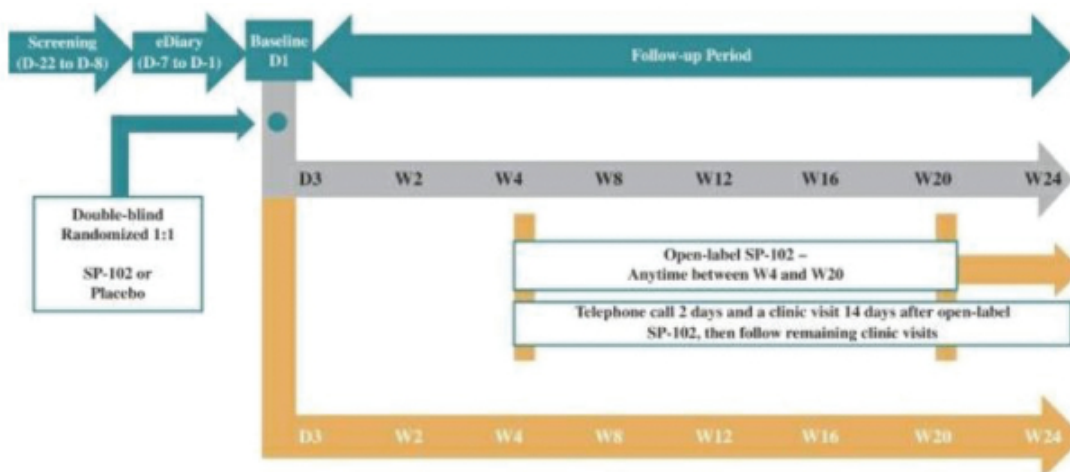 Screening
(D-22 to D-8)
eDiary
(D-7 to D-1)
Baseline
D1
Follow-up Period
D3 W2 W4 W8 W12 W16 W20 W24
Double-blind
Randomized 1:1
SP-102 or
Placebo
Open-label SP-102 –
Anytime between W4 and W20
Telephone call 2 days and a clinic visit 14 days after open-label
SP-102, then follow remaining clinic visits
D3 W2 W4 W8 W12 W16 W20 W24